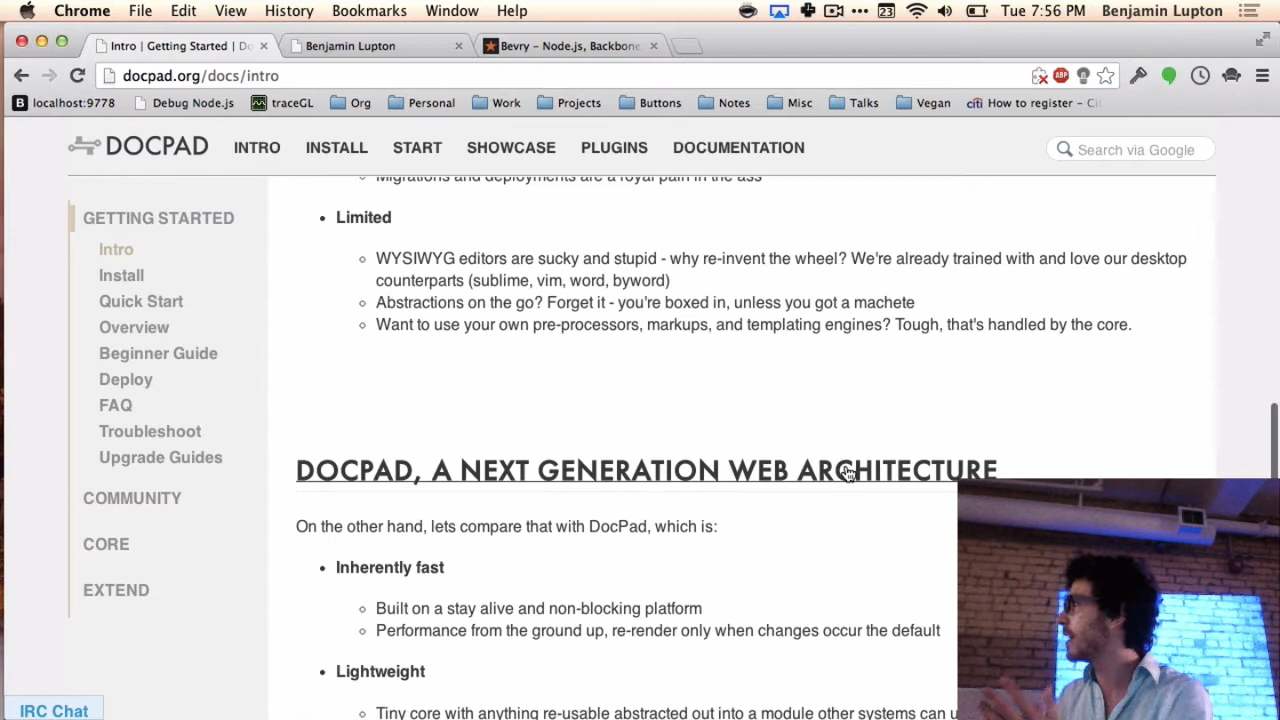 Chrome File Edit View History Bookmarks Window Help 23 Tue 7:56 PM Benjamin Lupton
Intro | Getting Started | Do Benjamin Lupton Bevry – Node.js, Backbone.
docpad.org/docs/intro ABP
B localhost:9778 Debug Node.js traceGL Org Personal Work Projects Buttons Notes Misc Talks Vegan citi How to register – Ci
DOCPAD INTRO INSTALL START SHOWCASE PLUGINS DOCUMENTATION Search via Google
GETTING STARTED
Intro
Install
Quick Start
Overview
Beginner Guide
Deploy
FAQ
Troubleshoot
Upgrade Guides
COMMUNITY
CORE
EXTEND
IRC Chat
Migrations and deployments are a royal pain in the ass
Limited
WYSIWYG editors are sucky and stupid - why re-invent the wheel? We're already trained with and love our desktop
counterparts (sublime, vim, word, byword)
Abstractions on the go? Forget it - you're boxed in, unless you got a machete
Want to use your own pre-processors, markups, and templating engines? Tough, that's handled by the core.
DOCPAD, A NEXT GENERATION WEB ARCHITECTURE
On the other hand, lets compare that with DocPad, which is:
Inherently fast
Built on a stay alive and non-blocking platform
Performance from the ground up, re-render only when changes occur the default
Lightweight
Tiny core with anything re-usable abstracted out into a module other systems can u